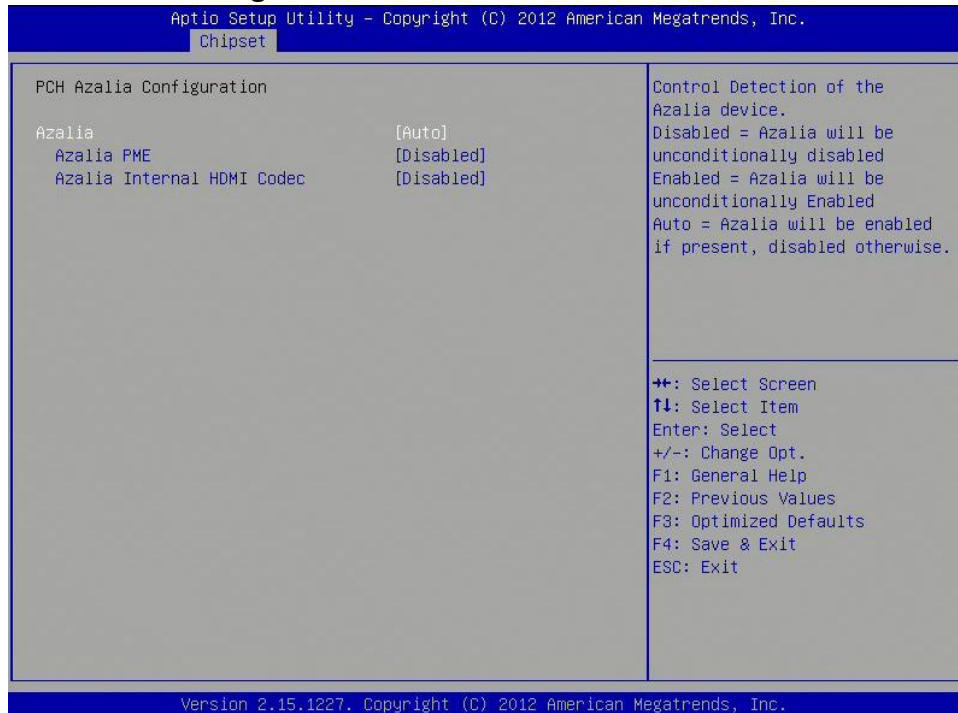 Aptio Setup Utility – Copyright (C) 2012 American Megatrends, Inc.
Chipset
PCH Azalia Configuration
Azalia [Auto]
Azalia PME [Disabled]
Azalia Internal HDMI Codec [Disabled]
Control Detection of the
Azalia device.
Disabled = Azalia will be
unconditionally disabled
Enabled = Azalia will be
unconditionally Enabled
Auto = Azalia will be enabled
if present, disabled otherwise.
→←: Select Screen
↑↓: Select Item
Enter: Select
+/-: Change Opt.
F1: General Help
F2: Previous Values
F3: Optimized Defaults
F4: Save & Exit
ESC: Exit
Version 2.15.1227. Copyright (C) 2012 American Megatrends, Inc.